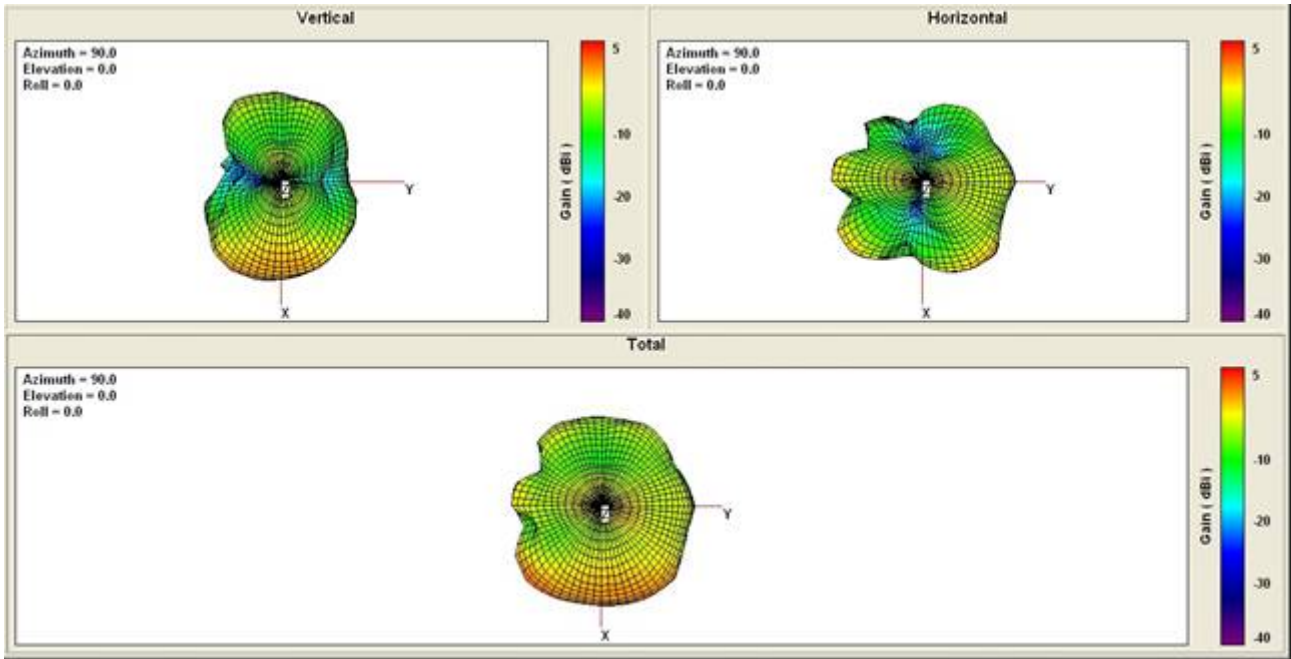 Vertical
Azimuth = 90.0
Elevation = 0.0
Roll = 0.0
Y
X
5
-10
-20
-30
-40
Gain ( dBi )
Horizontal
Azimuth = 90.0
Elevation = 0.0
Roll = 0.0
Y
X
5
-10
-20
-30
-40
Gain ( dBi )
Total
Azimuth = 90.0
Elevation = 0.0
Roll = 0.0
Y
X
5
-10
-20
-30
-40
Gain ( dBi )